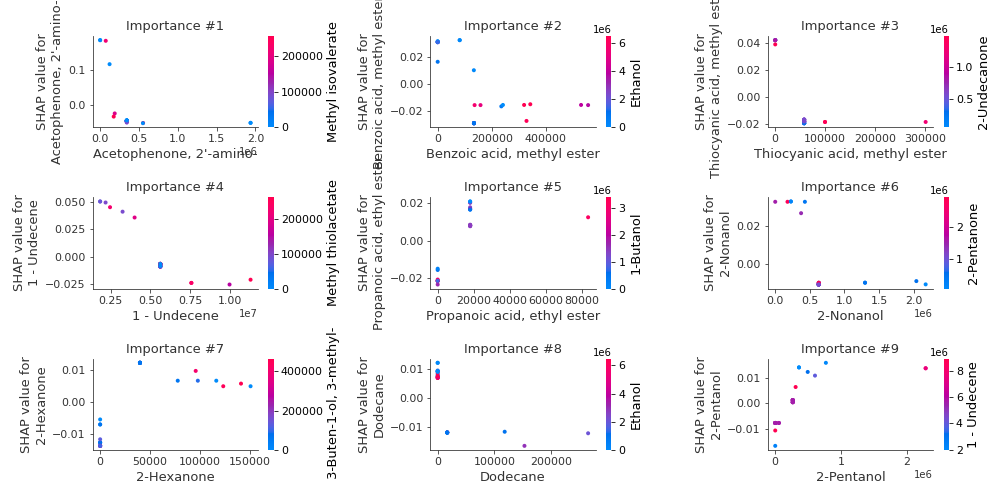 Importance #1
SHAP value for
Acetophenone, 2'-amino-
0.1
0.0
0.0
0.5
1.0
1.5
2.0
1e6
Acetophenone, 2'-amino-
200000
100000
0
Methyl isovalerate
Importance #2
SHAP value for
Benzoic acid, methyl ester
0.02
0.00
−0.02
0
200000
400000
Benzoic acid, methyl ester
1e6
6
4
2
0
Ethanol
Importance #3
SHAP value for
Thiocyanic acid, methyl ester
0.04
0.02
0.00
−0.02
0
100000
200000
300000
Thiocyanic acid, methyl ester
1e6
1.0
0.5
2-Undecanone
Importance #4
SHAP value for
1 - Undecene
0.050
0.025
0.000
−0.025
0.25
0.50
0.75
1.00
1e7
1 - Undecene
200000
100000
0
Methyl thiolacetate
Importance #5
SHAP value for
Propanoic acid, ethyl ester
0.02
0.00
−0.02
0
20000
40000
60000
80000
Propanoic acid, ethyl ester
1e6
3
2
1
0
1-Butanol
Importance #6
SHAP value for
2-Nonanol
0.02
0.00
0.0
0.5
1.0
1.5
2.0
1e6
2-Nonanol
1e6
2
1
2-Pentanone
Importance #7
SHAP value for
2-Hexanone
0.01
0.00
−0.01
0
50000
100000
150000
2-Hexanone
400000
200000
0
3-Buten-1-ol, 3-methyl-
Importance #8
SHAP value for
Dodecane
0.01
0.00
−0.01
0
1000000
2000000
Dodecane
1e6
6
4
2
0
Ethanol
Importance #9
SHAP value for
2-Pentanol
0.01
0.00
−0.01
0
1
2
1e6
2-Pentanol
1e6
8
6
4
2
1 - Undecene